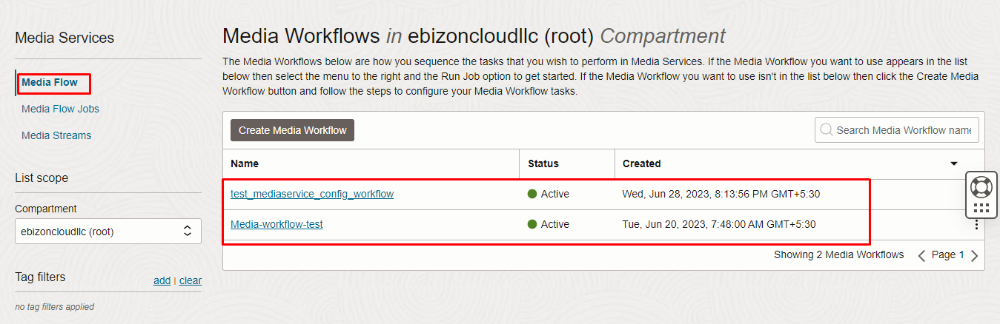 Media Services
Media Flow
Media Flow Jobs
Media Streams
List scope
Compartment
ebizoncloudllc (root)
Tag filters
add | clear
no tag filters applied
Media Workflows in ebizoncloudllc (root) Compartment
The Media Workflows below are how you sequence the tasks that you wish to perform in Media Services. If the Media Workflow you want to use appears in the list
below then select the menu to the right and the Run Job option to get started. If the Media Workflow you want to use isn't in the list below then click the Create Media
Workflow button and follow the steps to configure your Media Workflow tasks.
Create Media Workflow
Search Media Workflow name
Name Status Created
test_mediaservice_config_workflow Active Wed, Jun 28, 2023, 8:13:56 PM GMT+5:30
Media-workflow-test Active Tue, Jun 20, 2023, 7:48:00 AM GMT+5:30
Showing 2 Media Workflows Page 1